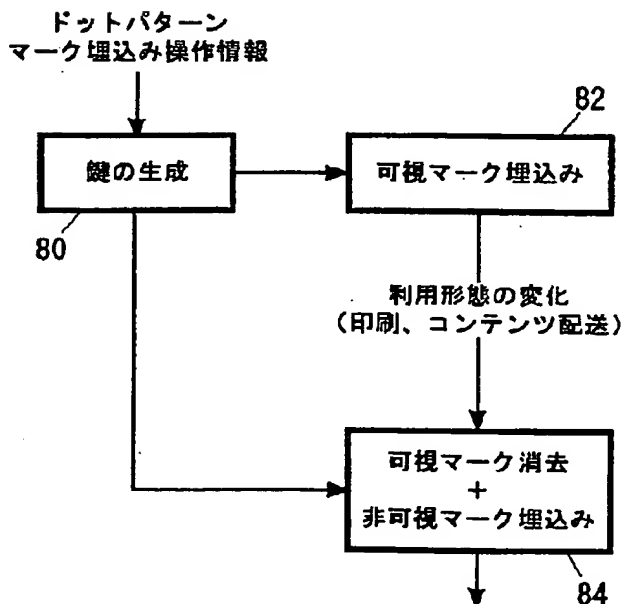 ドットパターン
マーク埋込み操作情報
82
鍵の生成
可視マーク埋込み
80
利用形態の変化
(印刷、コンテンツ配送)
可視マーク消去
+
非可視マーク埋込み
84